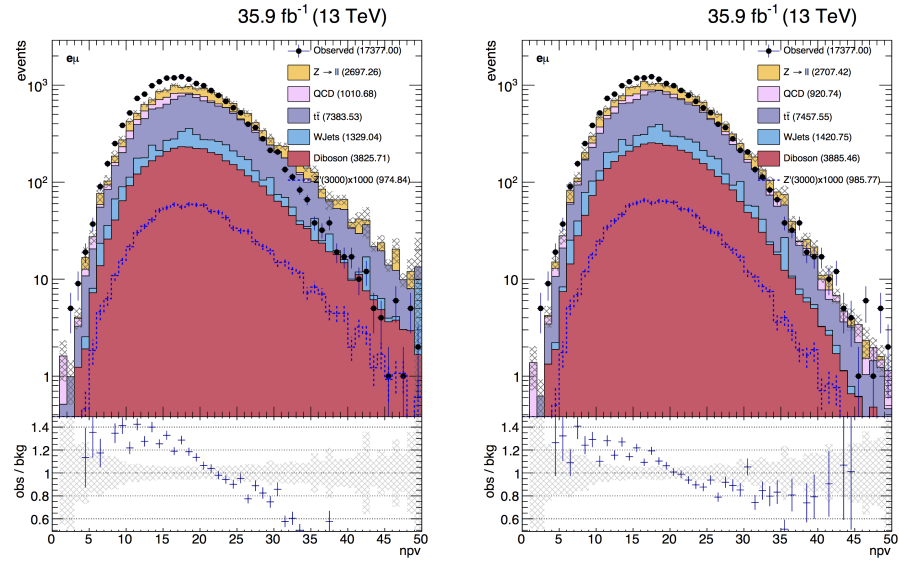 35.9 fb⁻¹ (13 TeV)
events
eμ
Observed (17377.00)
Z → ll (2697.26)
QCD (1010.68)
tt̄ (7383.53)
WJets (1329.04)
Diboson (3825.71)
Z'(3000)x1000 (974.84)
10³
10²
10
1
obs / bkg
1.4
1.2
1
0.8
0.6
0 5 10 15 20 25 30 35 40 45 50
npv
35.9 fb⁻¹ (13 TeV)
events
eμ
Observed (17377.00)
Z → ll (2707.42)
QCD (920.74)
tt̄ (7457.55)
WJets (1420.75)
Diboson (3885.46)
Z'(3000)x1000 (985.77)
10³
10²
10
1
obs / bkg
1.4
1.2
1
0.8
0.6
0 5 10 15 20 25 30 35 40 45 50
npv